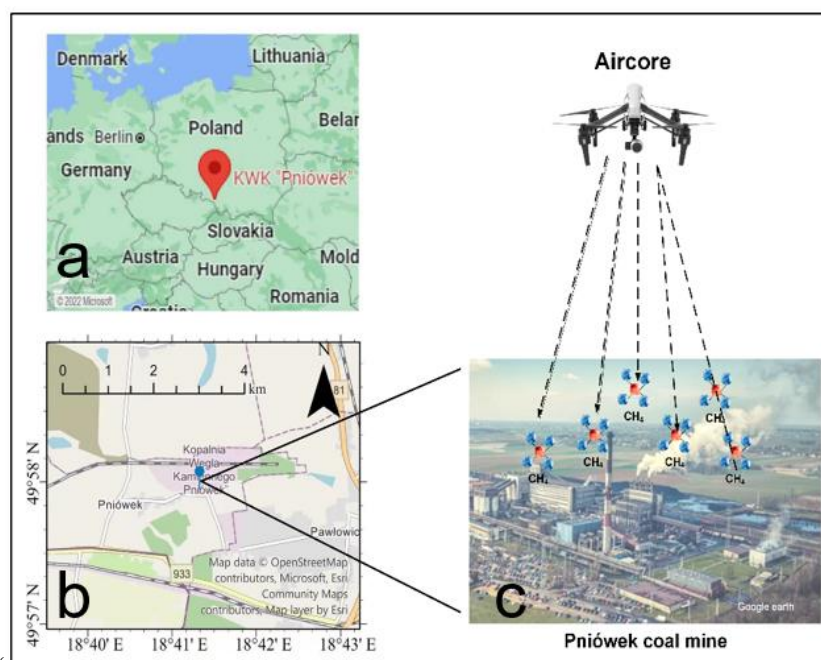 Denmark
Lithuania
Poland
Belar
ands
Berlin
Germany
KWK "Pniówek"
Slovakia
Austria
Hungary
Mold
Romania
Croatia
© 2022 Microsoft
a
N
0 1 2 3 4
km
81
Kopalnia
Węgla
Kamiennego
Pniówek
Pniówek
Pawłowic
933
Map data © OpenStreetMap
contributors, Microsoft, Esri
Community Maps
contributors, Map layer by Esri
49°58' N
49°57' N
18°40' E 18°41' E 18°42' E 18°43' E
b
Aircore
CH₄
CH₄
CH₄
CH₄
CH₄
CH₄
CH₄
c
Google earth
Pniówek coal mine